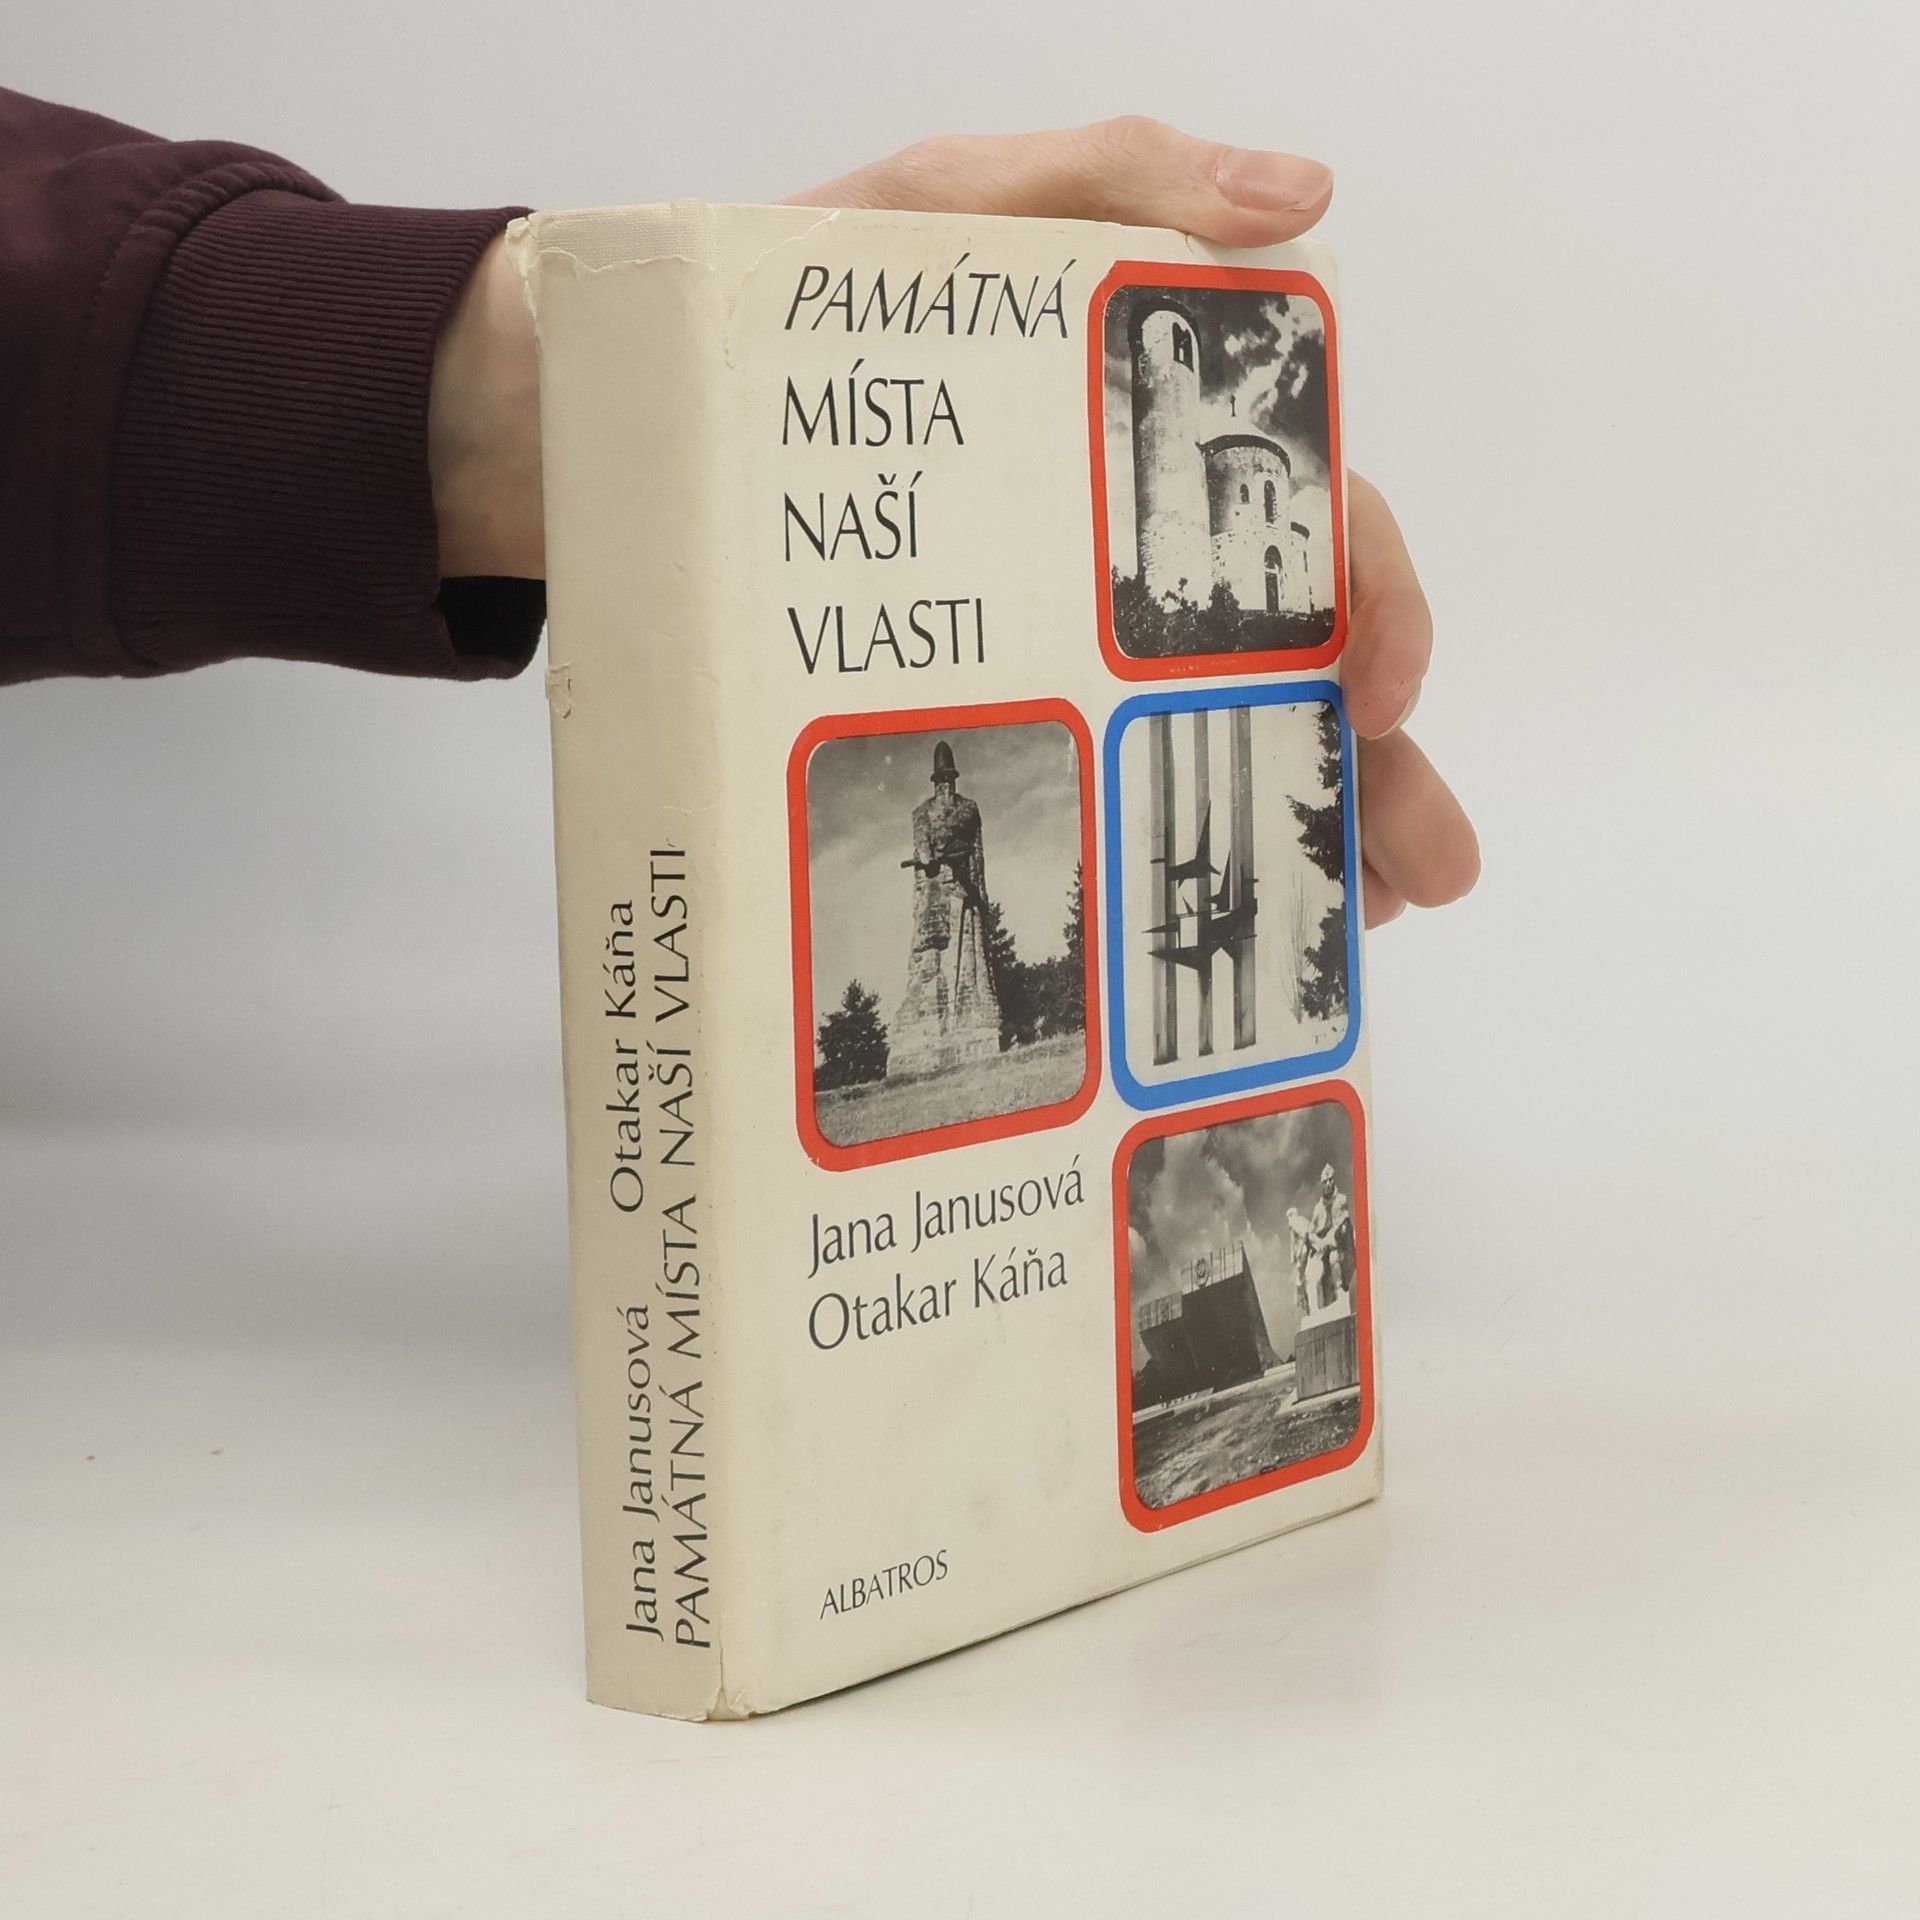 PAMÁTNÁ
MÍSTA
NAŠÍ
VLASTI
Jana Janusová
Otakar Káňa
ALBATROS
Jana Janusová Otakar Káňa
PAMÁTNÁ MÍSTA NAŠÍ VLASTI